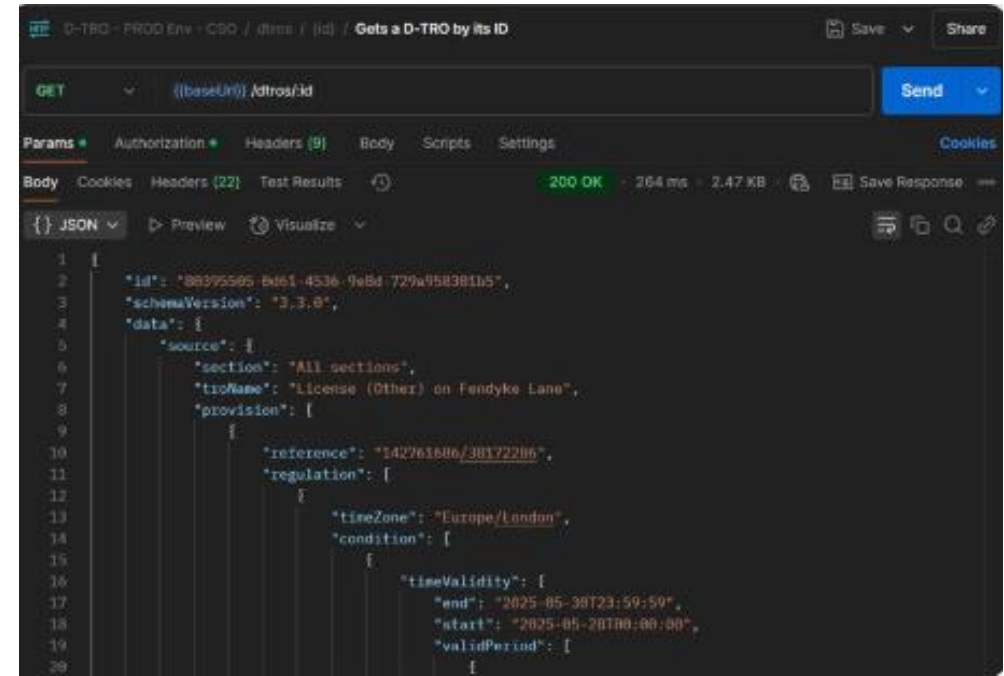 HTTP D-TRO - PROD Env - CSO / dtros / {id} / Gets a D-TRO by its ID Save Share
GET {{baseUrl}} /dtros/:id Send
Params Authorization Headers (9) Body Scripts Settings Cookies
Body Cookies Headers (22) Test Results 200 OK 264 ms 2.47 KB Save Response
{} JSON Preview Visualize
1 {
2 "id":
3 "schemaVersion": "3.3.0",
4 "data": {
5 "source": {
6 "section": "All sections",
7 "troName": "License (Other) on Fendyke Lane",
8 "provision": [
9 {
10 "reference": "142761686/38172286",
11 "regulation": [
12 {
13 "timeZone": "Europe/London",
14 "condition": [
15 {
16 "timeValidity": {
17 "end": "2025-05-30T23:59:59",
18 "start": "2025-05-28T00:00:00",
19 "validPeriod": [
20 {